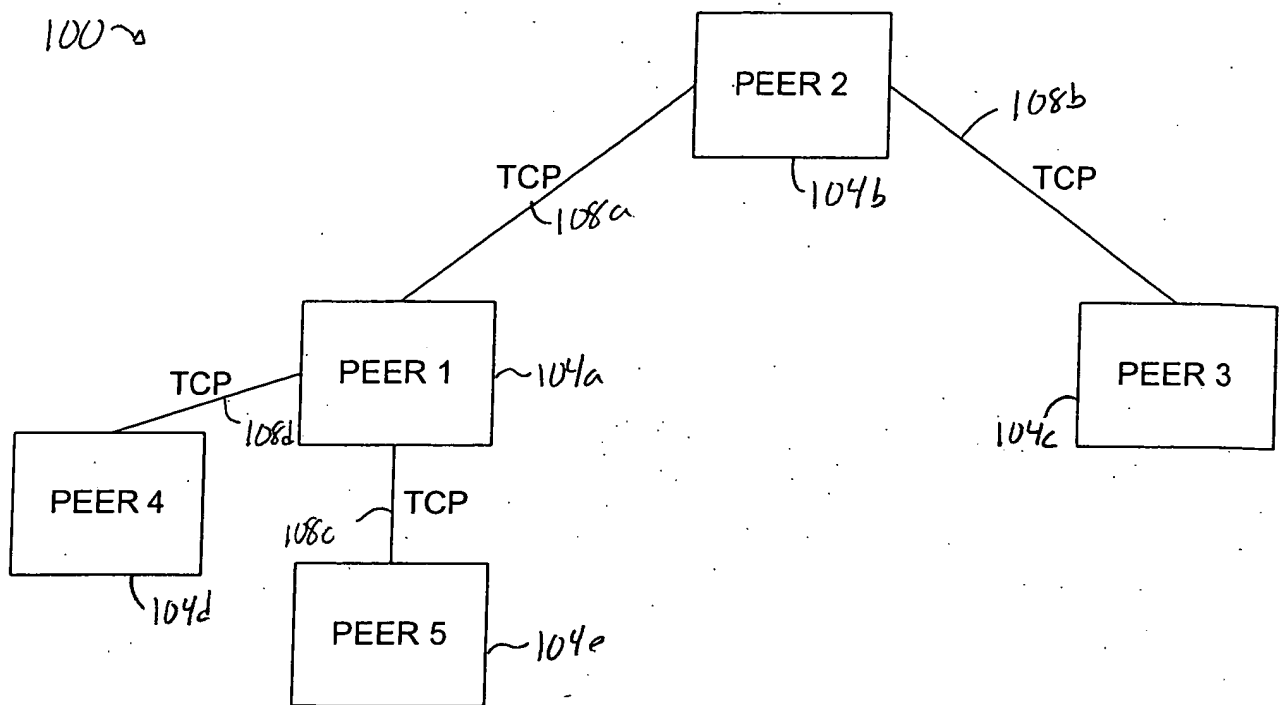 100
PEER 2
108b
TCP
TCP
104b
108a
PEER 1
104a
PEER 3
TCP
108d
104c
PEER 4
TCP
108c
104d
PEER 5
104e